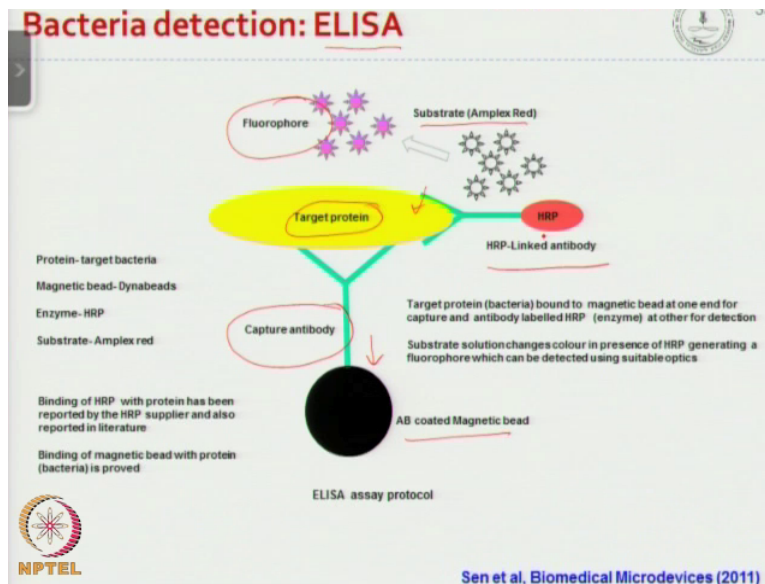 Bacteria detection: ELISA
Fluorophore
Substrate (Amplex Red)
Target protein
HRP
HRP-Linked antibody
Protein- target bacteria
Magnetic bead- Dynabeads
Enzyme- HRP
Substrate- Amplex red
Capture antibody
Target protein (bacteria) bound to magnetic bead at one end for
capture and antibody labelled HRP (enzyme) at other for detection
Substrate solution changes colour in presence of HRP generating a
fluorophore which can be detected using suitable optics
Binding of HRP with protein has been
reported by the HRP supplier and also
reported in literature
Binding of magnetic bead with protein
(bacteria) is proved
AB coated Magnetic bead
ELISA assay protocol
NPTEL
Sen et al, Biomedical Microdevices (2011)